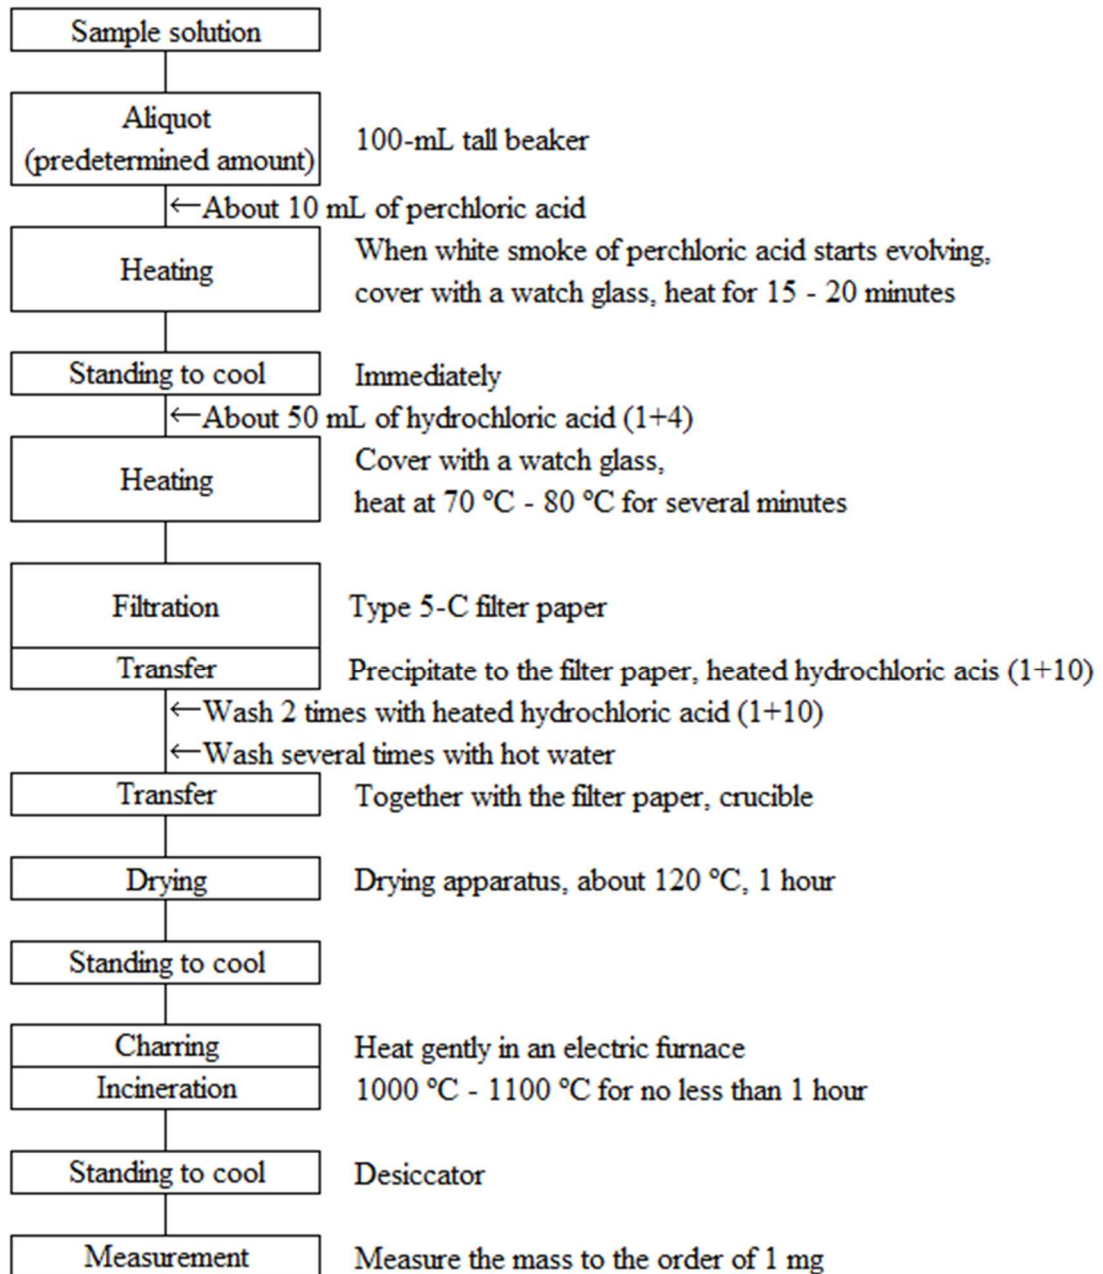 Sample solution
Aliquot
(predetermined amount)
100-mL tall beaker
←About 10 mL of perchloric acid
Heating
When white smoke of perchloric acid starts evolving,
cover with a watch glass, heat for 15 - 20 minutes
Standing to cool
Immediately
←About 50 mL of hydrochloric acid (1+4)
Heating
Cover with a watch glass,
heat at 70 ºC - 80 ºC for several minutes
Filtration
Type 5-C filter paper
Transfer
Precipitate to the filter paper, heated hydrochloric acis (1+10)
←Wash 2 times with heated hydrochloric acid (1+10)
←Wash several times with hot water
Transfer
Together with the filter paper, crucible
Drying
Drying apparatus, about 120 ºC, 1 hour
Standing to cool
Charring
Heat gently in an electric furnace
Incineration
1000 ºC - 1100 ºC for no less than 1 hour
Standing to cool
Desiccator
Measurement
Measure the mass to the order of 1 mg